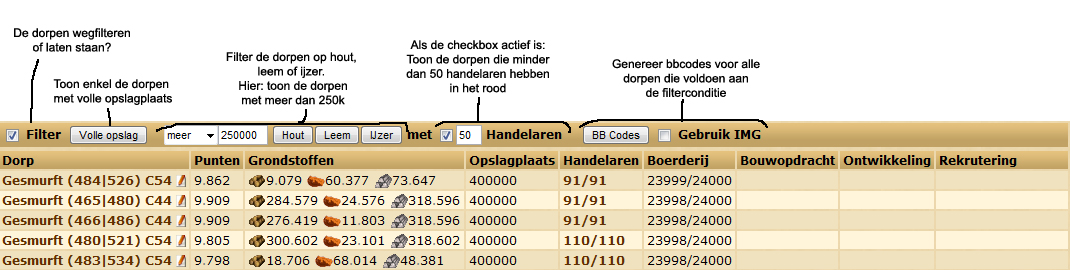 De dorpen wegfilteren
of laten staan?
Toon enkel de dorpen
met volle opslagplaats
Filter de dorpen op hout,
leem of ijzer.
Hier: toon de dorpen
met meer dan 250k
Als de checkbox actief is:
Toon de dorpen die minder
dan 50 handelaren hebben
in het rood
Genereer bbcodes voor alle
dorpen die voldoen aan
de filterconditie
Filter Volle opslag meer 250000 Hout Leem IJzer met 50 Handelaren BB Codes Gebruik IMG
Dorp Punten Grondstoffen Opslagplaats Handelaren Boerderij Bouwopdracht Ontwikkeling Rekrutering
Gesmurft (484|526) C54 9.862 9.079 60.377 73.647 400000 91/91 23999/24000
Gesmurft (465|480) C44 9.909 284.579 24.576 318.596 400000 91/91 23998/24000
Gesmurft (466|486) C44 9.909 276.419 11.803 318.596 400000 91/91 23999/24000
Gesmurft (480|521) C54 9.805 300.602 23.101 318.602 400000 110/110 23998/24000
Gesmurft (483|534) C54 9.798 18.706 68.014 48.381 400000 110/110 23999/24000